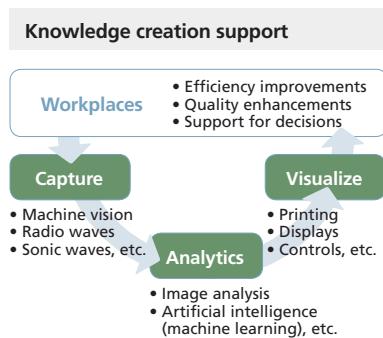 Knowledge creation support
Workplaces
• Efficiency improvements
• Quality enhancements
• Support for decisions
Capture
• Machine vision
• Radio waves
• Sonic waves, etc.
Analytics
• Image analysis
• Artificial intelligence
(machine learning), etc.
Visualize
• Printing
• Displays
• Controls, etc.